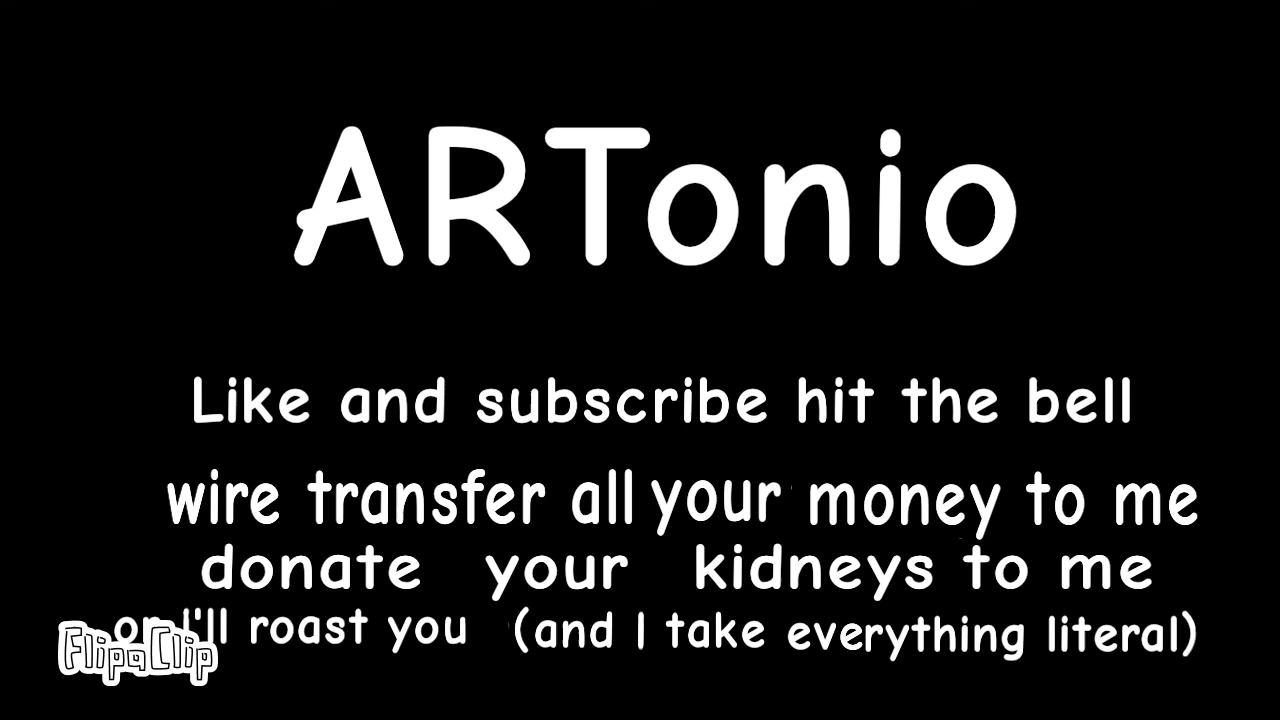 ARTonio
Like and subscribe hit the bell
wire transfer all your money to me
donate your kidneys to me
or I'll roast you (and I take everything literal)
FlipaClip